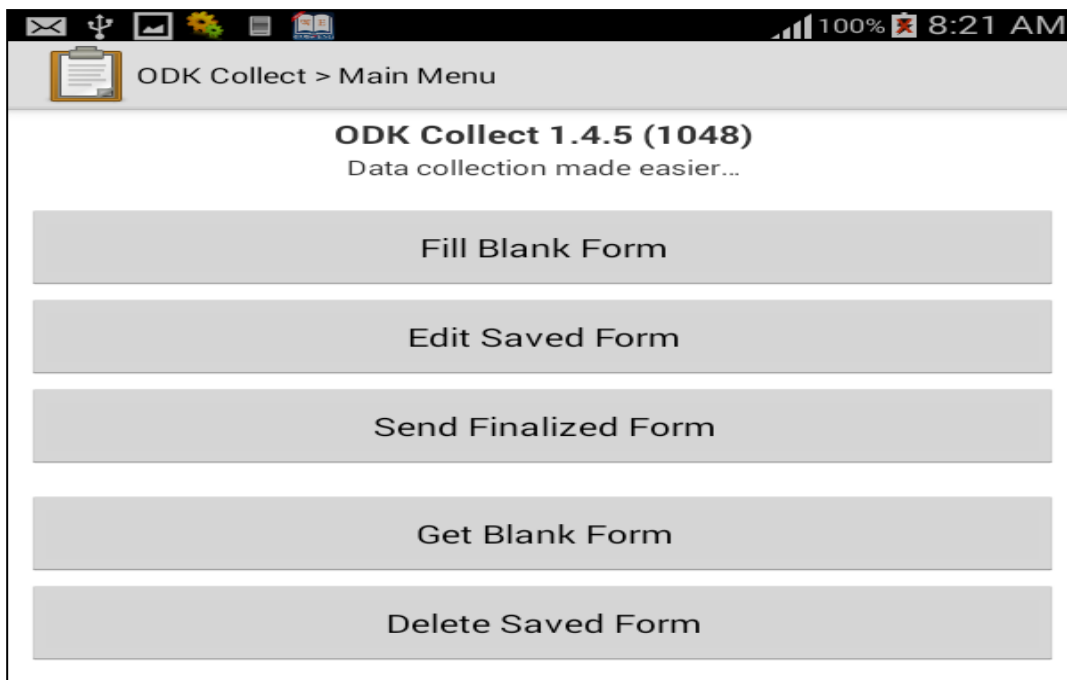 100% 8:21 AM
ODK Collect > Main Menu
ODK Collect 1.4.5 (1048)
Data collection made easier...
Fill Blank Form
Edit Saved Form
Send Finalized Form
Get Blank Form
Delete Saved Form